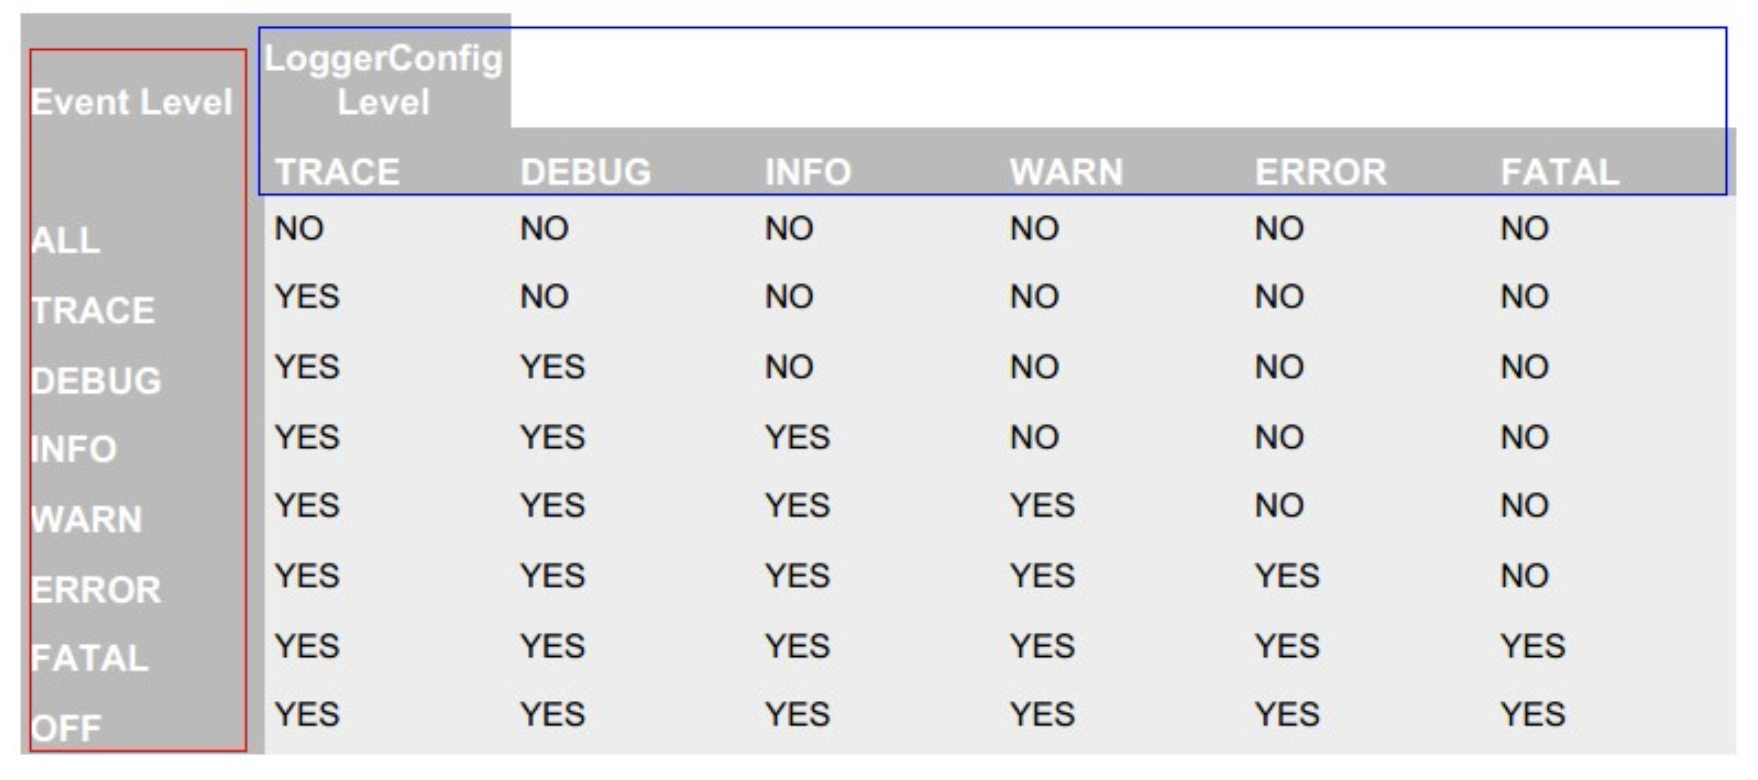 LoggerConfig
Event Level Level
TRACE DEBUG INFO WARN ERROR FATAL
ALL NO NO NO NO NO NO
TRACE YES NO NO NO NO NO
DEBUG YES YES NO NO NO NO
INFO YES YES YES NO NO NO
WARN YES YES YES YES NO NO
ERROR YES YES YES YES YES NO
FATAL YES YES YES YES YES YES
OFF YES YES YES YES YES YES